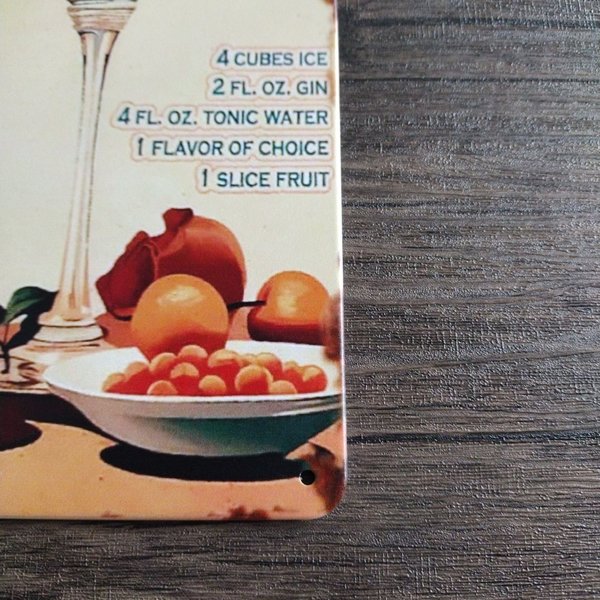 4 CUBES ICE
2 FL. OZ. GIN
4 FL. OZ. TONIC WATER
1 FLAVOR OF CHOICE
1 SLICE FRUIT